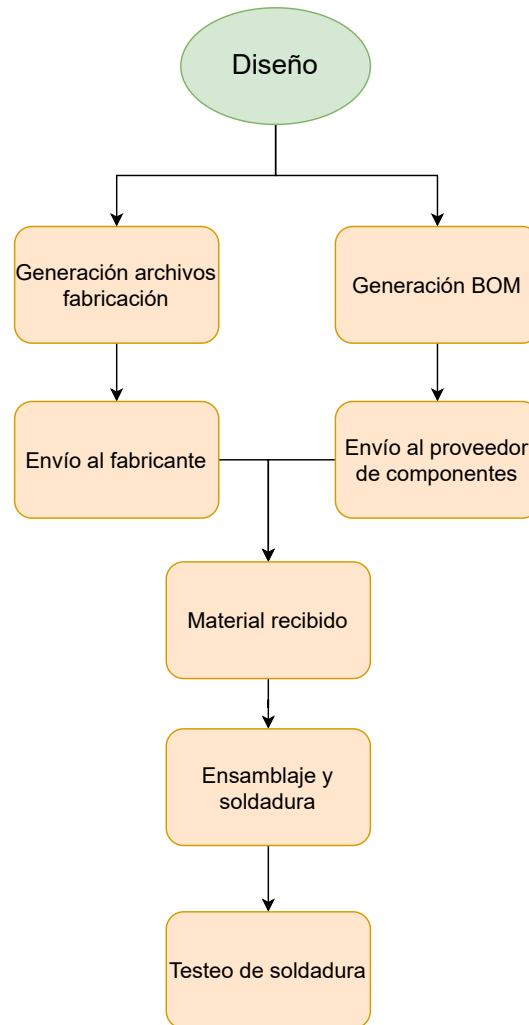 Diseño
Generación archivos
fabricación
Generación BOM
Envío al fabricante
Envío al proveedor
de componentes
Material recibido
Ensamblaje y
soldadura
Testeo de soldadura